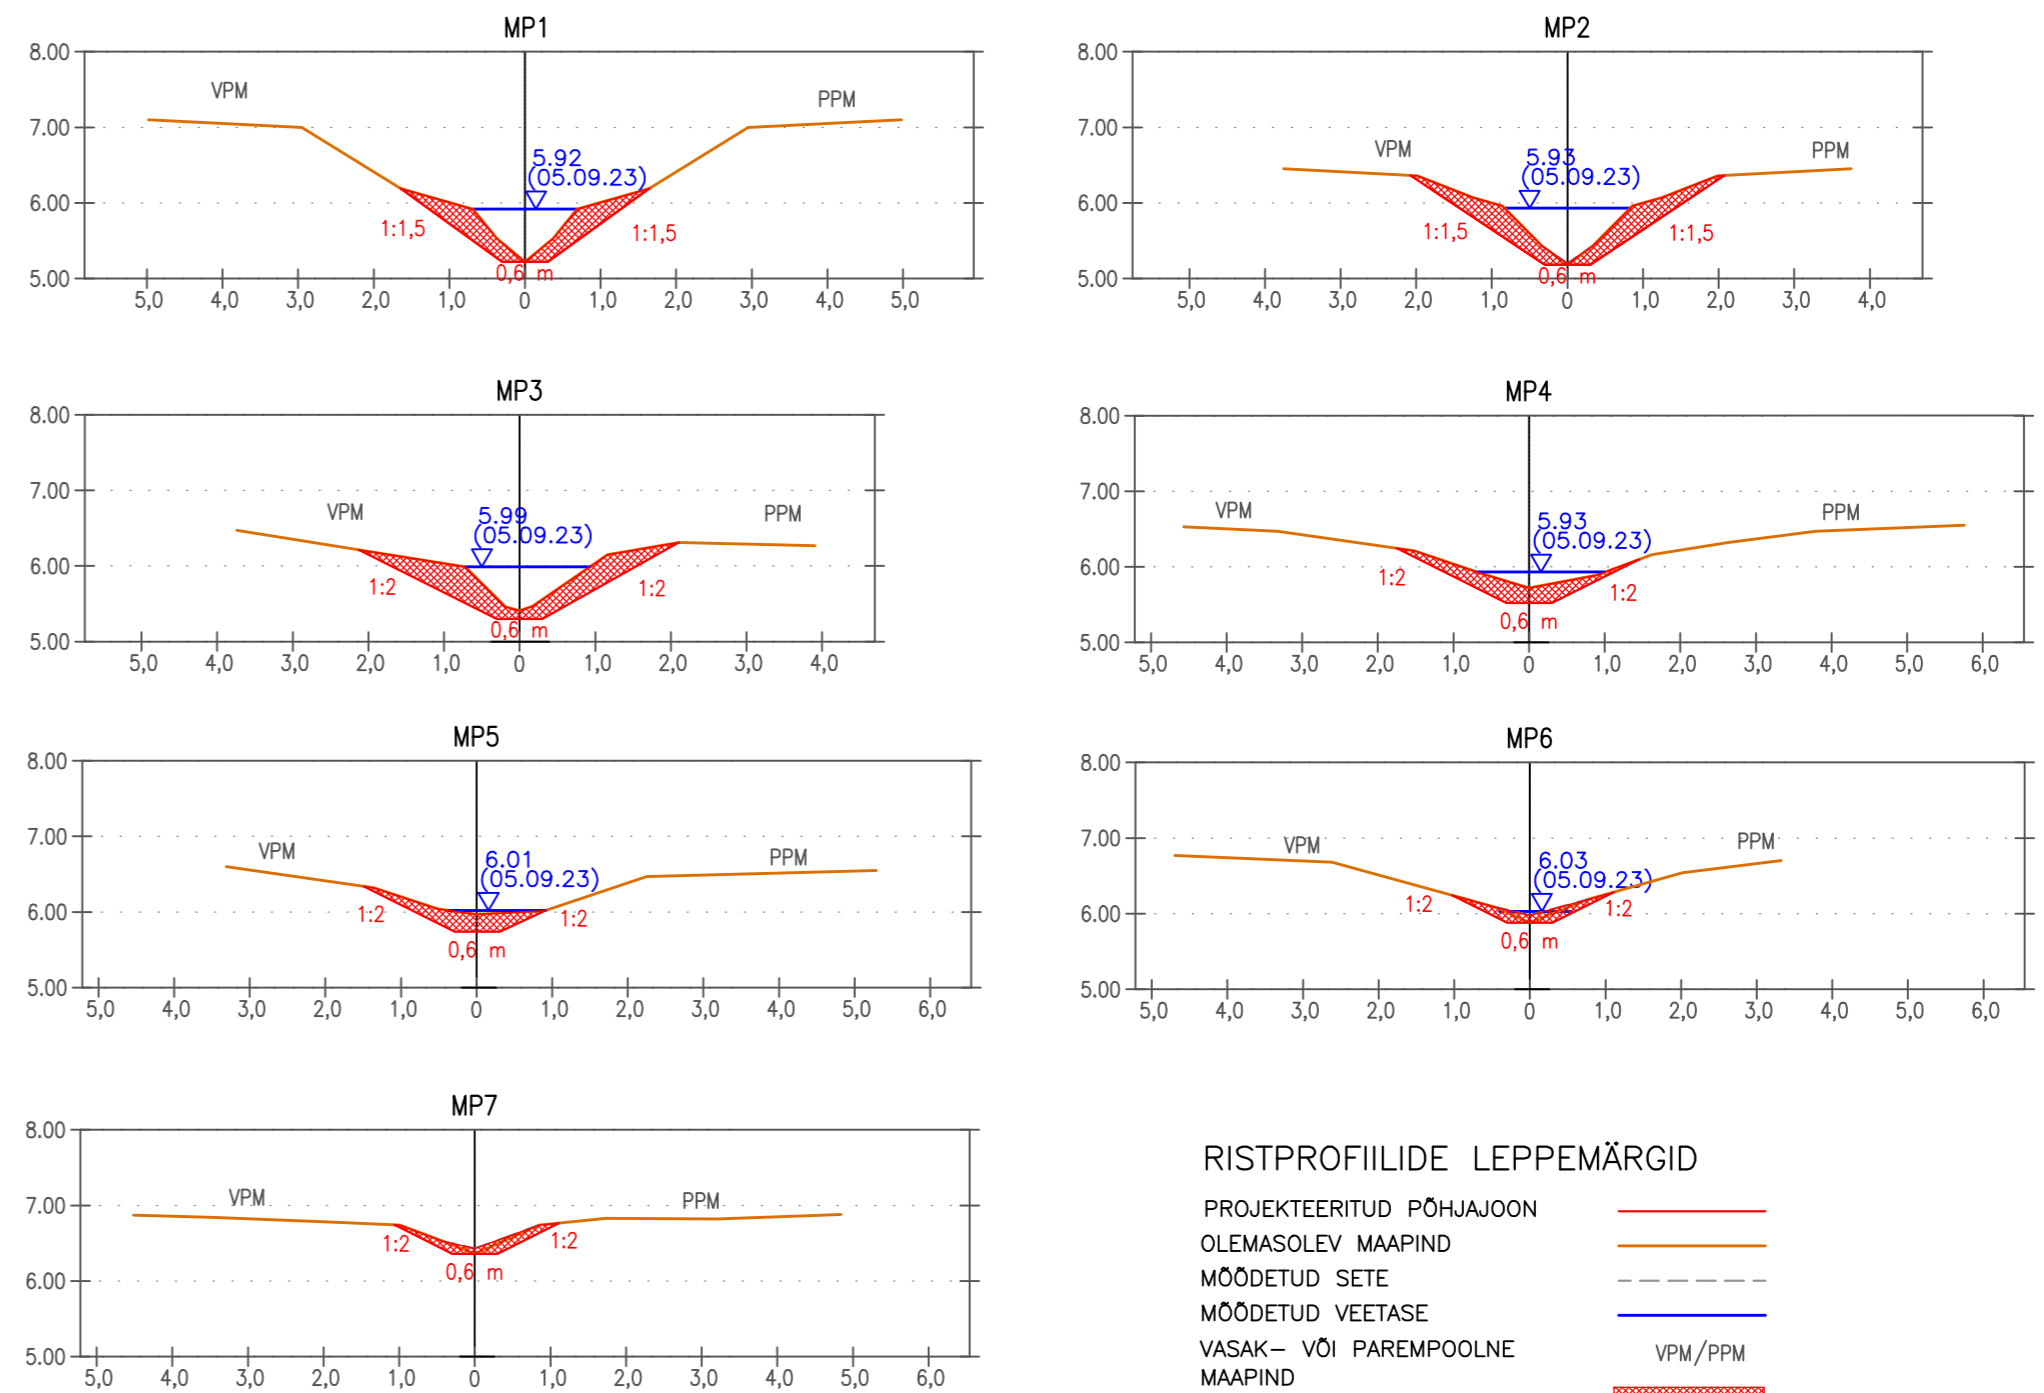 MP1
8.00
7.00
6.00
5.00
VPM
PPM
5.92
(05.09.23)
1:1,5
1:1,5
0,6 m
5,0 4,0 3,0 2,0 1,0 0 1,0 2,0 3,0 4,0 5,0
MP2
8.00
7.00
6.00
5.00
VPM
PPM
5.93
(05.09.23)
1:1,5
1:1,5
0,6 m
5,0 4,0 3,0 2,0 1,0 0 1,0 2,0 3,0 4,0
MP3
8.00
7.00
6.00
5.00
VPM
PPM
5.99
(05.09.23)
1:2
1:2
0,6 m
5,0 4,0 3,0 2,0 1,0 0 1,0 2,0 3,0 4,0
MP4
8.00
7.00
6.00
5.00
VPM
PPM
5.93
(05.09.23)
1:2
1:2
0,6 m
5,0 4,0 3,0 2,0 1,0 0 1,0 2,0 3,0 4,0 5,0 6,0
MP5
8.00
7.00
6.00
5.00
VPM
PPM
6.01
(05.09.23)
1:2
1:2
0,6 m
5,0 4,0 3,0 2,0 1,0 0 1,0 2,0 3,0 4,0 5,0 6,0
MP6
8.00
7.00
6.00
5.00
VPM
PPM
6.03
(05.09.23)
1:2
1:2
0,6 m
5,0 4,0 3,0 2,0 1,0 0 1,0 2,0 3,0 4,0 5,0 6,0
MP7
8.00
7.00
6.00
5.00
VPM
PPM
1:2
1:2
0,6 m
5,0 4,0 3,0 2,0 1,0 0 1,0 2,0 3,0 4,0 5,0 6,0
RISTPROFIILIDE LEPPEMÄRGID
PROJEKTEERITUD PÕHJAJOON
OLEMASOLEV MAAPIND
MÕÕDETUD SETE
MÕÕDETUD VEETASE
VASAK– VÕI PAREMPOOLNE
MAAPIND
VPM/PPM